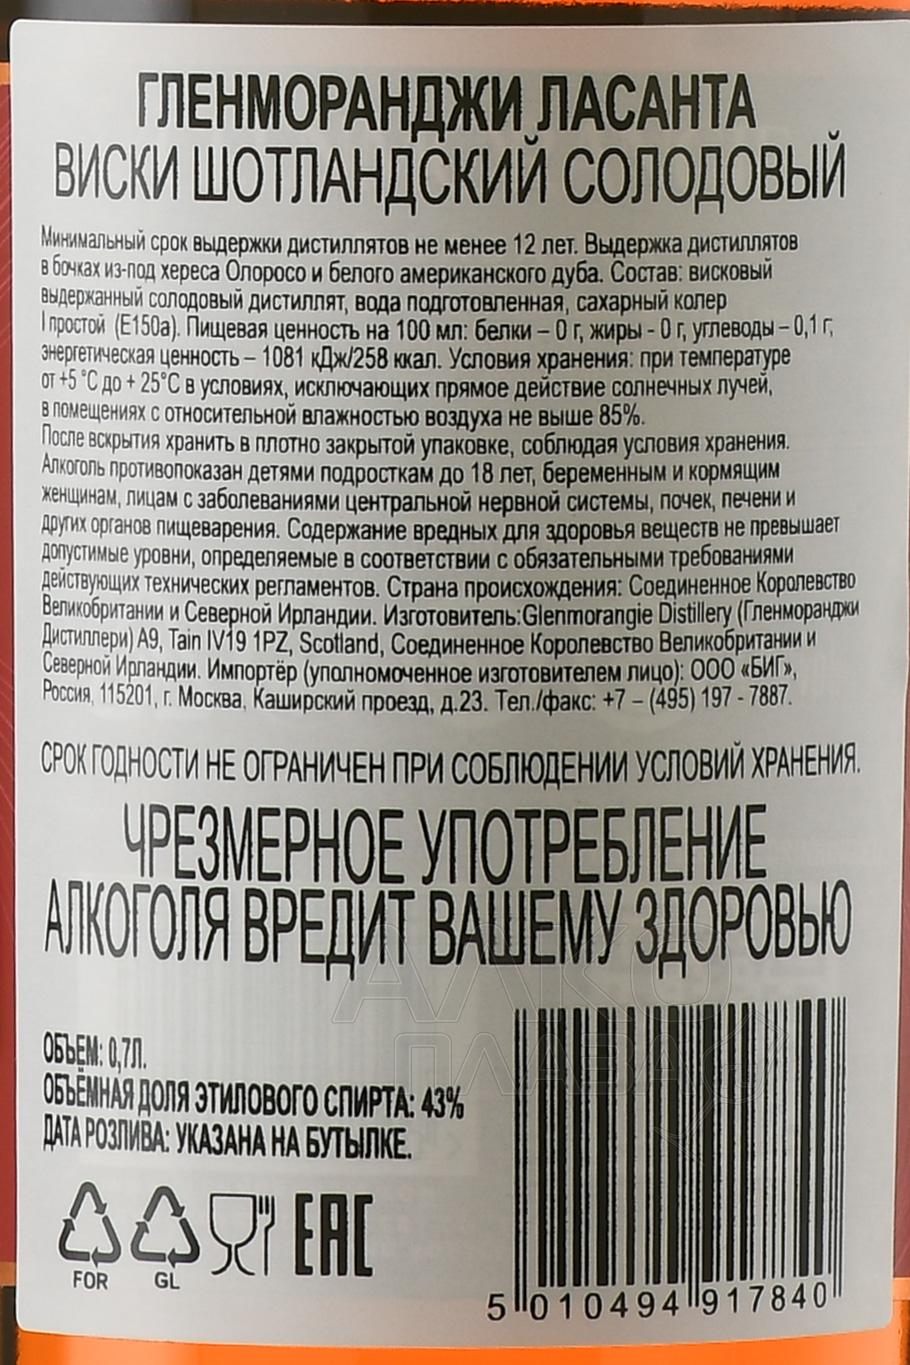 ГЛЕНМОРАНДЖИ ЛАСАНТА
ВИСКИ ШОТЛАНДСКИЙ СОЛОДОВЫЙ
Минимальный срок выдержки дистиллятов не менее 12 лет. Выдержка дистиллятов
в бочках из-под хереса Олоросо и белого американского дуба. Состав: висковый
выдержанный солодовый дистиллят, вода подготовленная, сахарный колер
I простой (Е150а). Пищевая ценность на 100 мл: белки – 0 г, жиры - 0 г, углеводы – 0,1 г,
энергетическая ценность – 1081 кДж/258 ккал. Условия хранения: при температуре
от +5 °С до + 25°С в условиях, исключающих прямое действие солнечных лучей,
в помещениях с относительной влажностью воздуха не выше 85%.
После вскрытия хранить в плотно закрытой упаковке, соблюдая условия хранения.
Алкоголь противопоказан детями подросткам до 18 лет, беременным и кормящим
женщинам, лицам с заболеваниями центральной нервной системы, почек, печени и
других органов пищеварения. Содержание вредных для здоровья веществ не превышает
допустимые уровни, определяемые в соответствии с обязательными требованиями
действующих технических регламентов. Страна происхождения: Соединенное Королевство
Великобритании и Северной Ирландии. Изготовитель:Glenmorangie Distillery (Гленморанджи
Дистиллери) A9, Tain IV19 1PZ, Scotland, Соединенное Королевство Великобритании и
Северной Ирландии. Импортёр (уполномоченное изготовителем лицо): ООО «БИГ»,
Россия, 115201, г. Москва, Каширский проезд, д.23. Тел./факс: +7 – (495) 197 - 7887.
СРОК ГОДНОСТИ НЕ ОГРАНИЧЕН ПРИ СОБЛЮДЕНИИ УСЛОВИЙ ХРАНЕНИЯ.
ЧРЕЗМЕРНОЕ УПОТРЕБЛЕНИЕ
АЛКОГОЛЯ ВРЕДИТ ВАШЕМУ ЗДОРОВЬЮ
АЛКО
ПЛАЗА
ОБЪЕМ: 0,7Л.
ОБЪЁМНАЯ ДОЛЯ ЭТИЛОВОГО СПИРТА: 43%
ДАТА РОЗЛИВА: УКАЗАНА НА БУТЫЛКЕ.
EAC
FOR GL
5 010494 917840